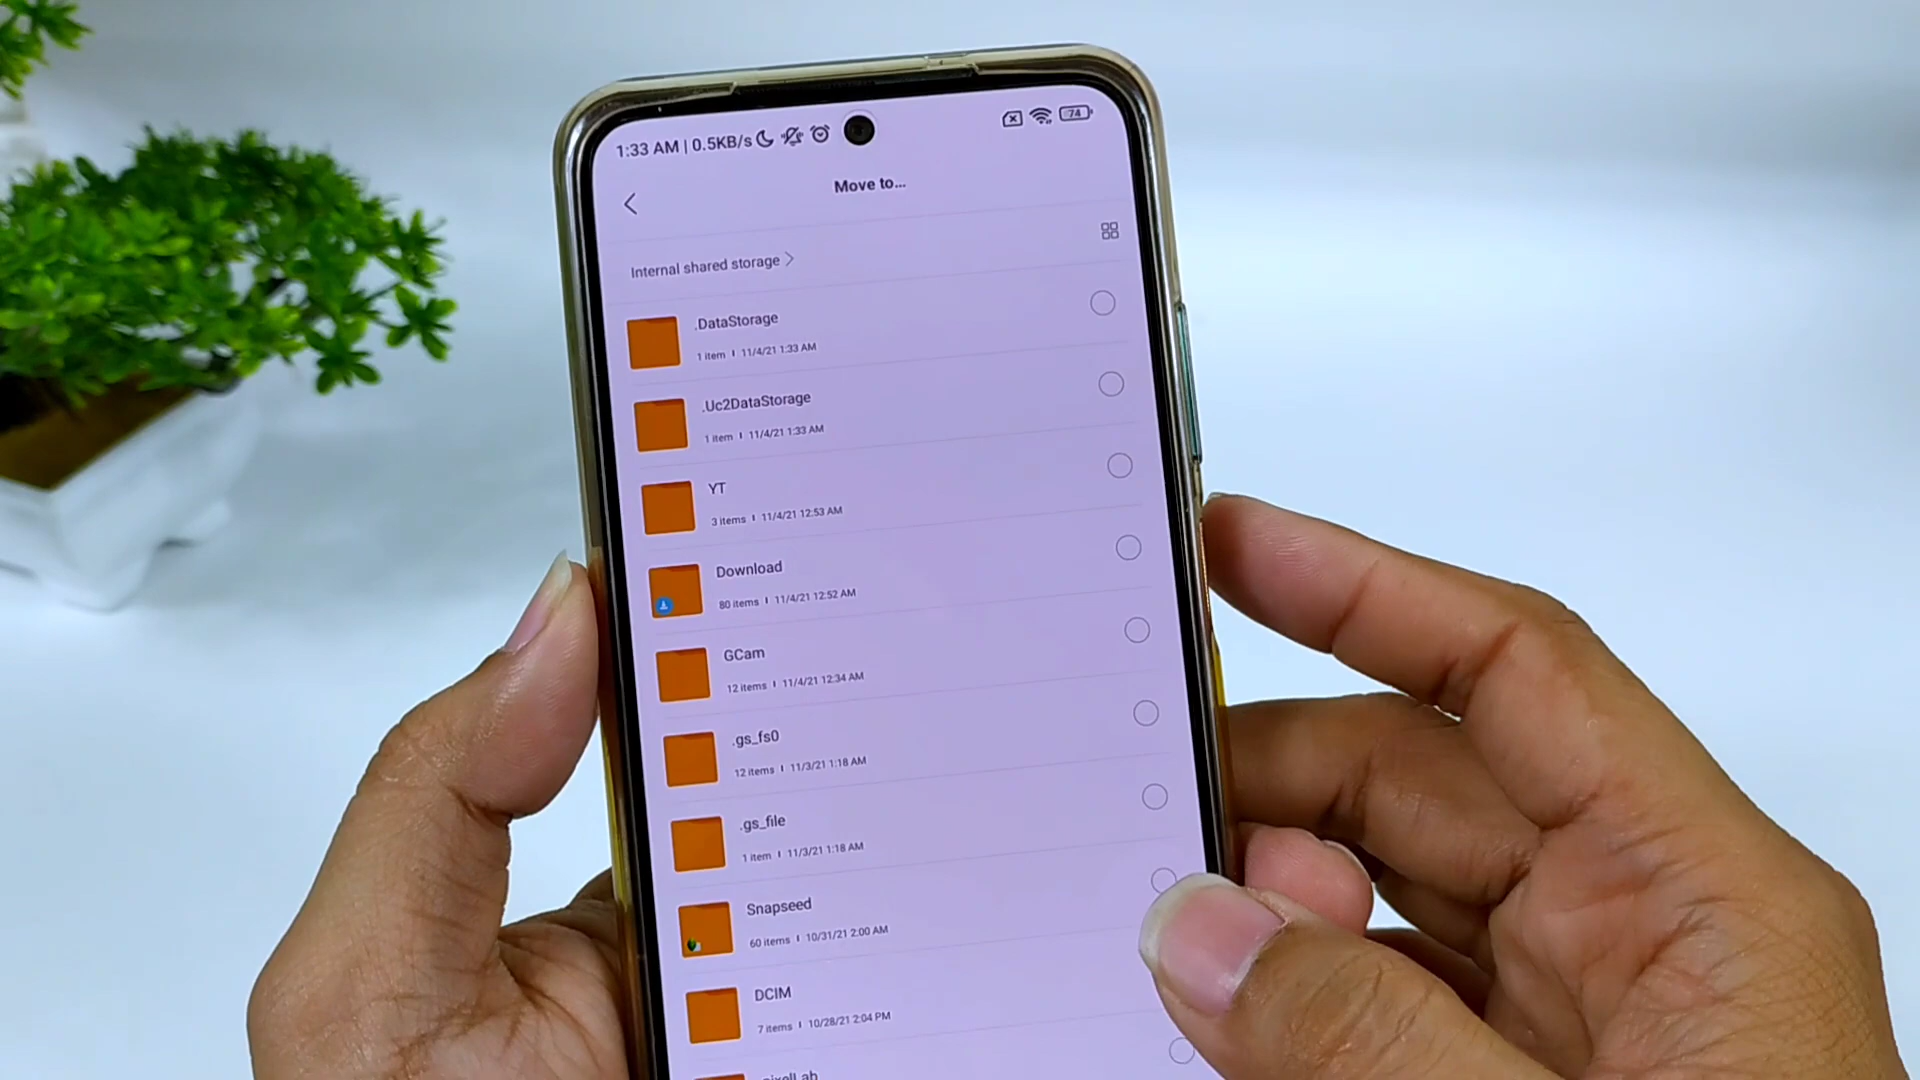 1:33 AM | 0.5KB/s
74
Move to...
Internal shared storage
.DataStorage
1 item | 11/4/21 1:33 AM
.Uc2DataStorage
1 item | 11/4/21 1:33 AM
YT
3 items | 11/4/21 12:53 AM
Download
80 items | 11/4/21 12:52 AM
GCam
12 items | 11/4/21 12:34 AM
.gs_fs0
12 items | 11/3/21 1:18 AM
.gs_file
1 item | 11/3/21 1:18 AM
Snapseed
60 items | 10/31/21 2:00 AM
DCIM
7 items | 10/28/21 2:04 PM